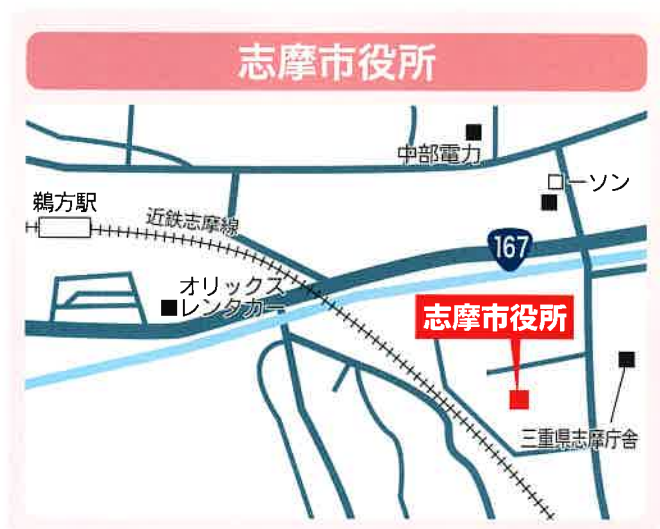 志摩市役所
中部電力
ローソン
鵜方駅
近鉄志摩線
167
オリックス
レンタカー
志摩市役所
三重県志摩庁舎